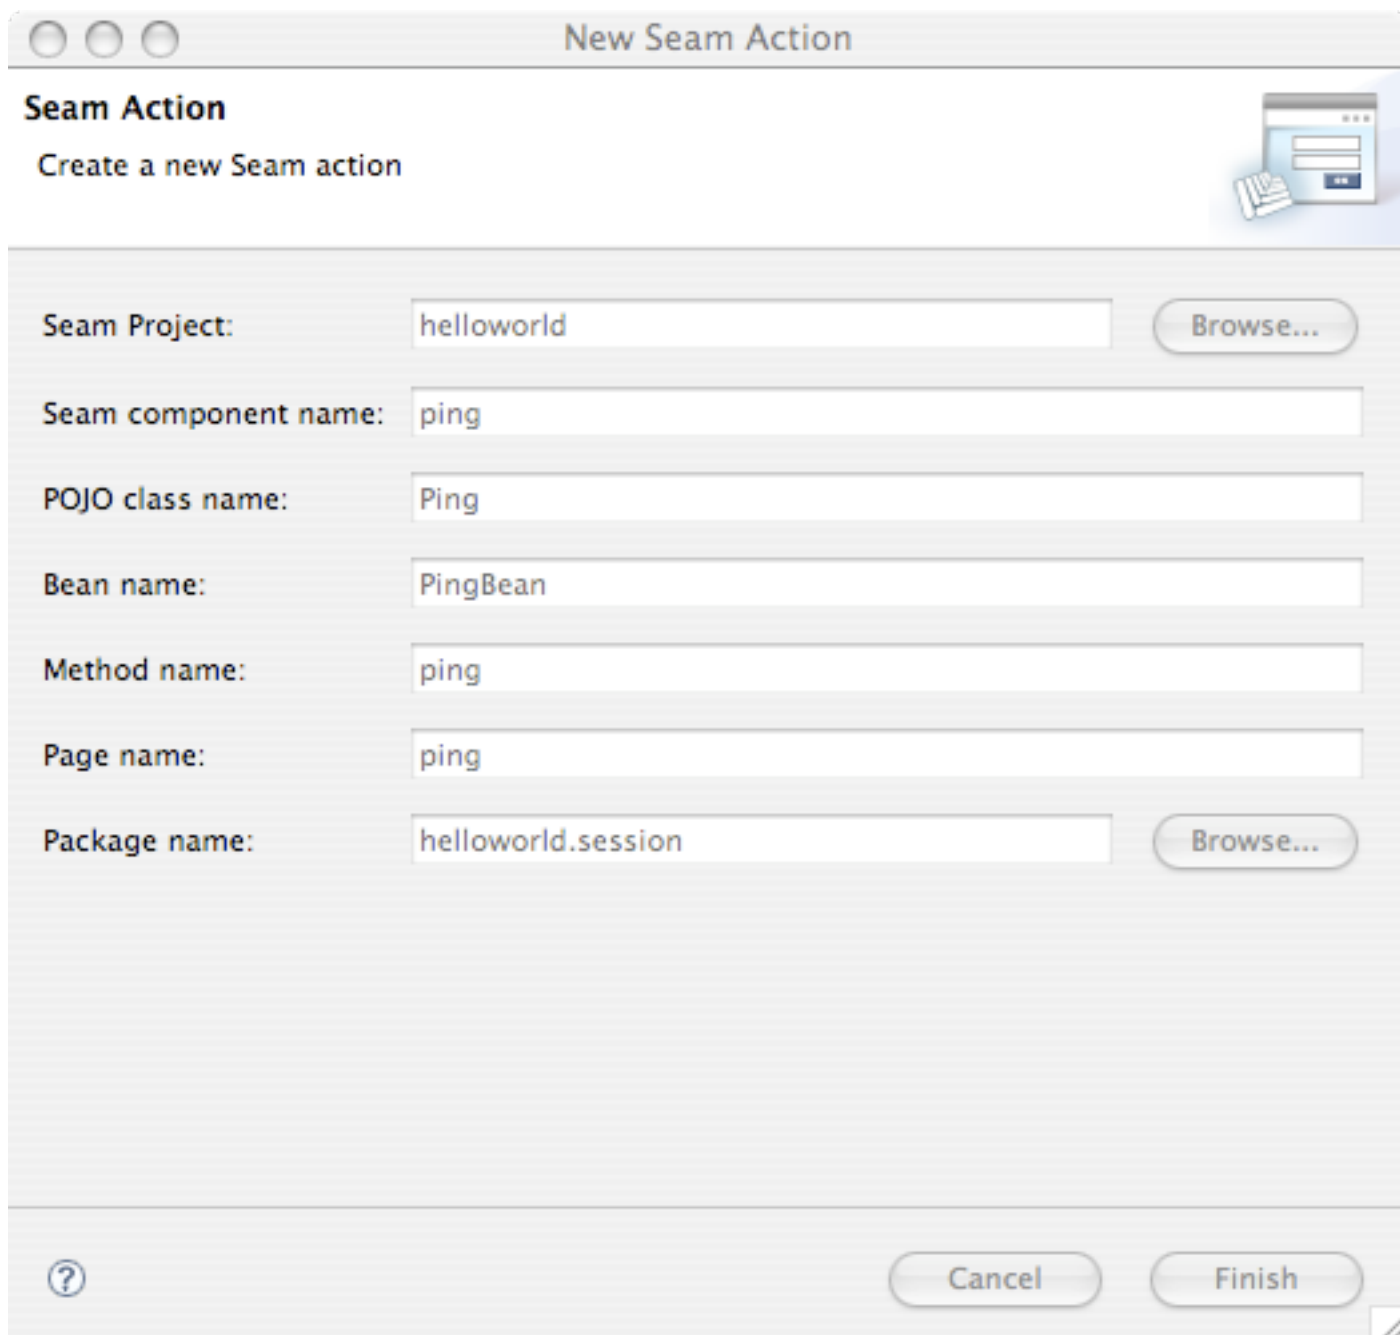 New Seam Action
Seam Action
Create a new Seam action
Seam Project: helloworld Browse...
Seam component name: ping
POJO class name: Ping
Bean name: PingBean
Method name: ping
Page name: ping
Package name: helloworld.session Browse...
? Cancel Finish